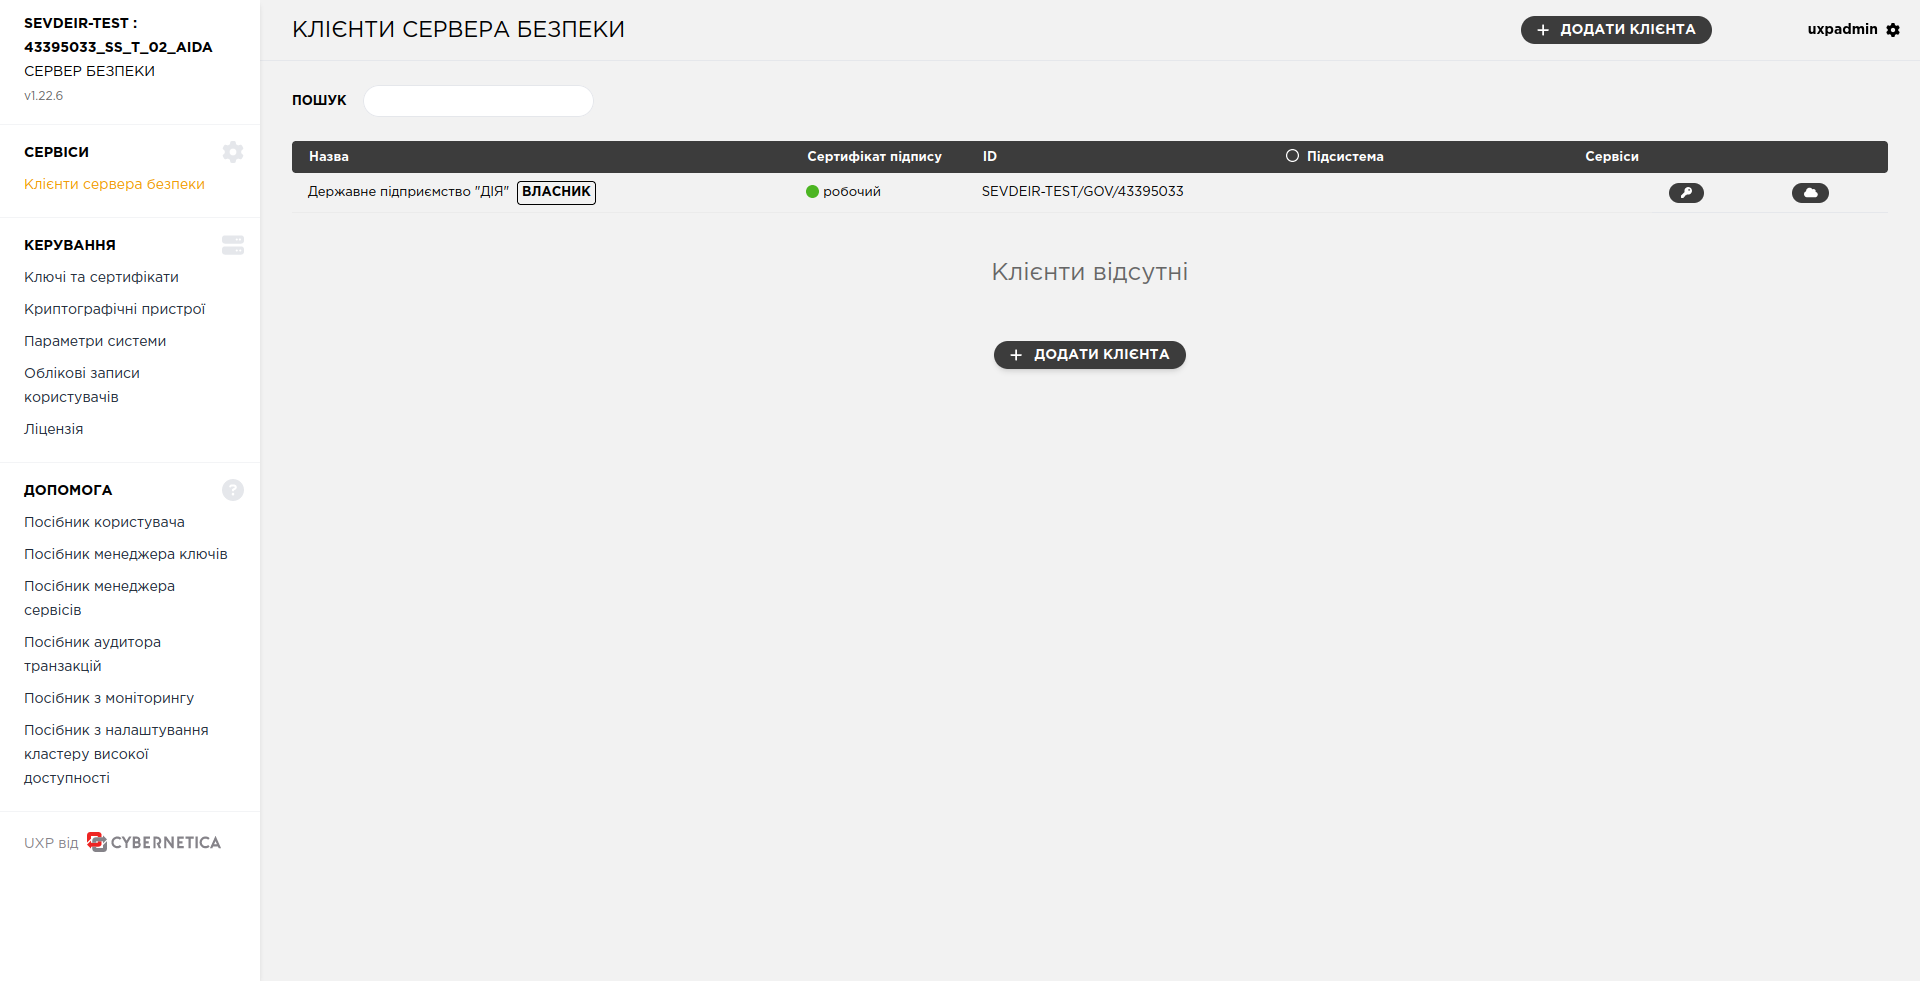 SEVDEIR-TEST :
43395033_SS_T_02_AIDA
СЕРВЕР БЕЗПЕКИ
v1.22.6
СЕРВІСИ
Клієнти сервера безпеки
КЕРУВАННЯ
Ключі та сертифікати
Криптографічні пристрої
Параметри системи
Облікові записи
користувачів
Ліцензія
ДОПОМОГА
?
Посібник користувача
Посібник менеджера ключів
Посібник менеджера
сервісів
Посібник аудитора
транзакцій
Посібник з моніторингу
Посібник з налаштування
кластеру високої
доступності
UXP від CYBERNETICA
КЛІЄНТИ СЕРВЕРА БЕЗПЕКИ
+ ДОДАТИ КЛІЄНТА
uxpadmin
ПОШУК
Назва Сертифікат підпису ID Підсистема Сервіси
Державне підприємство "ДІЯ" ВЛАСНИК робочий SEVDEIR-TEST/GOV/43395033
Клієнти відсутні
+ ДОДАТИ КЛІЄНТА